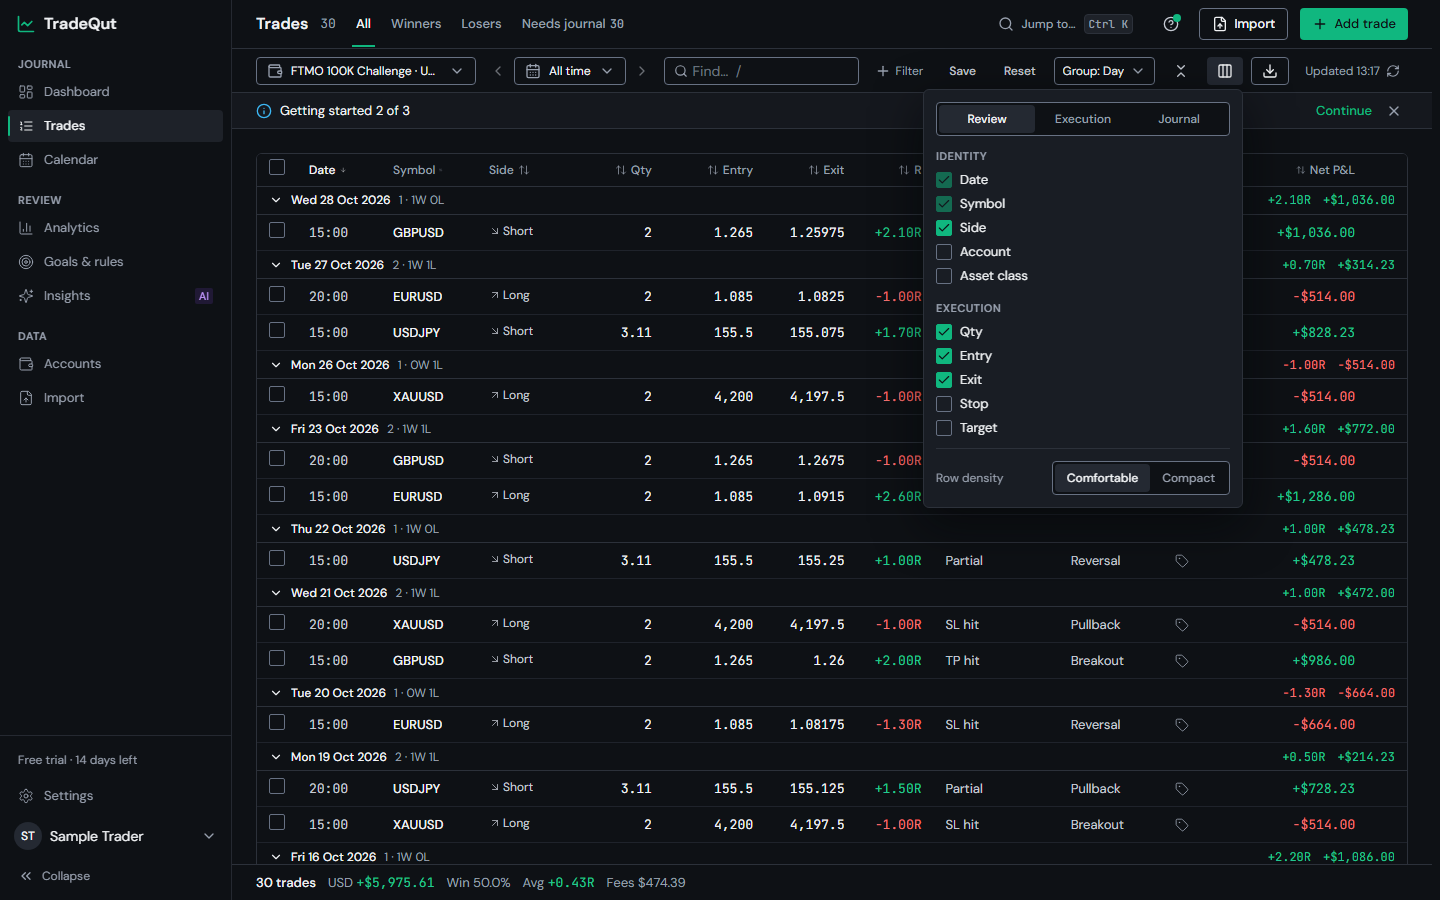 TradeQut
JOURNAL
Dashboard
Trades
Calendar
REVIEW
Analytics
Goals & rules
Insights AI
DATA
Accounts
Import
Free trial · 14 days left
Settings
ST Sample Trader
Collapse
Trades 30 All Winners Losers Needs journal 30
Jump to... Ctrl K Import Add trade
FTMO 100K Challenge · U... All time Find... / Filter Save Reset Group: Day Updated 13:17
Getting started 2 of 3 Continue
Date Symbol Side Qty Entry Exit R Net P&L
Wed 28 Oct 2026 1 · 1W 0L +2.10R +$1,036.00
15:00 GBPUSD Short 2 1.265 1.25975 +2.10R +$1,036.00
Tue 27 Oct 2026 2 · 1W 1L +0.70R +$314.23
20:00 EURUSD Long 2 1.085 1.0825 -1.00R -$514.00
15:00 USDJPY Short 3.11 155.5 155.075 +1.70R +$828.23
Mon 26 Oct 2026 1 · 0W 1L -1.00R -$514.00
15:00 XAUUSD Long 2 4,200 4,197.5 -1.00R -$514.00
Fri 23 Oct 2026 2 · 1W 1L +1.60R +$772.00
20:00 GBPUSD Short 2 1.265 1.2675 -1.00R -$514.00
15:00 EURUSD Long 2 1.085 1.0915 +2.60R +$1,286.00
Thu 22 Oct 2026 1 · 1W 0L +1.00R +$478.23
15:00 USDJPY Short 3.11 155.5 155.25 +1.00R Partial Reversal +$478.23
Wed 21 Oct 2026 2 · 1W 1L +1.00R +$472.00
20:00 XAUUSD Long 2 4,200 4,197.5 -1.00R SL hit Pullback -$514.00
15:00 GBPUSD Short 2 1.265 1.26 +2.00R TP hit Breakout +$986.00
Tue 20 Oct 2026 1 · 0W 1L -1.30R -$664.00
15:00 EURUSD Long 2 1.085 1.08175 -1.30R SL hit Reversal -$664.00
Mon 19 Oct 2026 2 · 1W 1L +0.50R +$214.23
20:00 USDJPY Short 3.11 155.5 155.125 +1.50R Partial Pullback +$728.23
15:00 XAUUSD Long 2 4,200 4,197.5 -1.00R SL hit Breakout -$514.00
Fri 16 Oct 2026 1 · 1W 0L +2.20R +$1,086.00
30 trades USD +$5,975.61 Win 50.0% Avg +0.43R Fees $474.39
Review Execution Journal
IDENTITY
Date
Symbol
Side
Account
Asset class
EXECUTION
Qty
Entry
Exit
Stop
Target
Row density Comfortable Compact